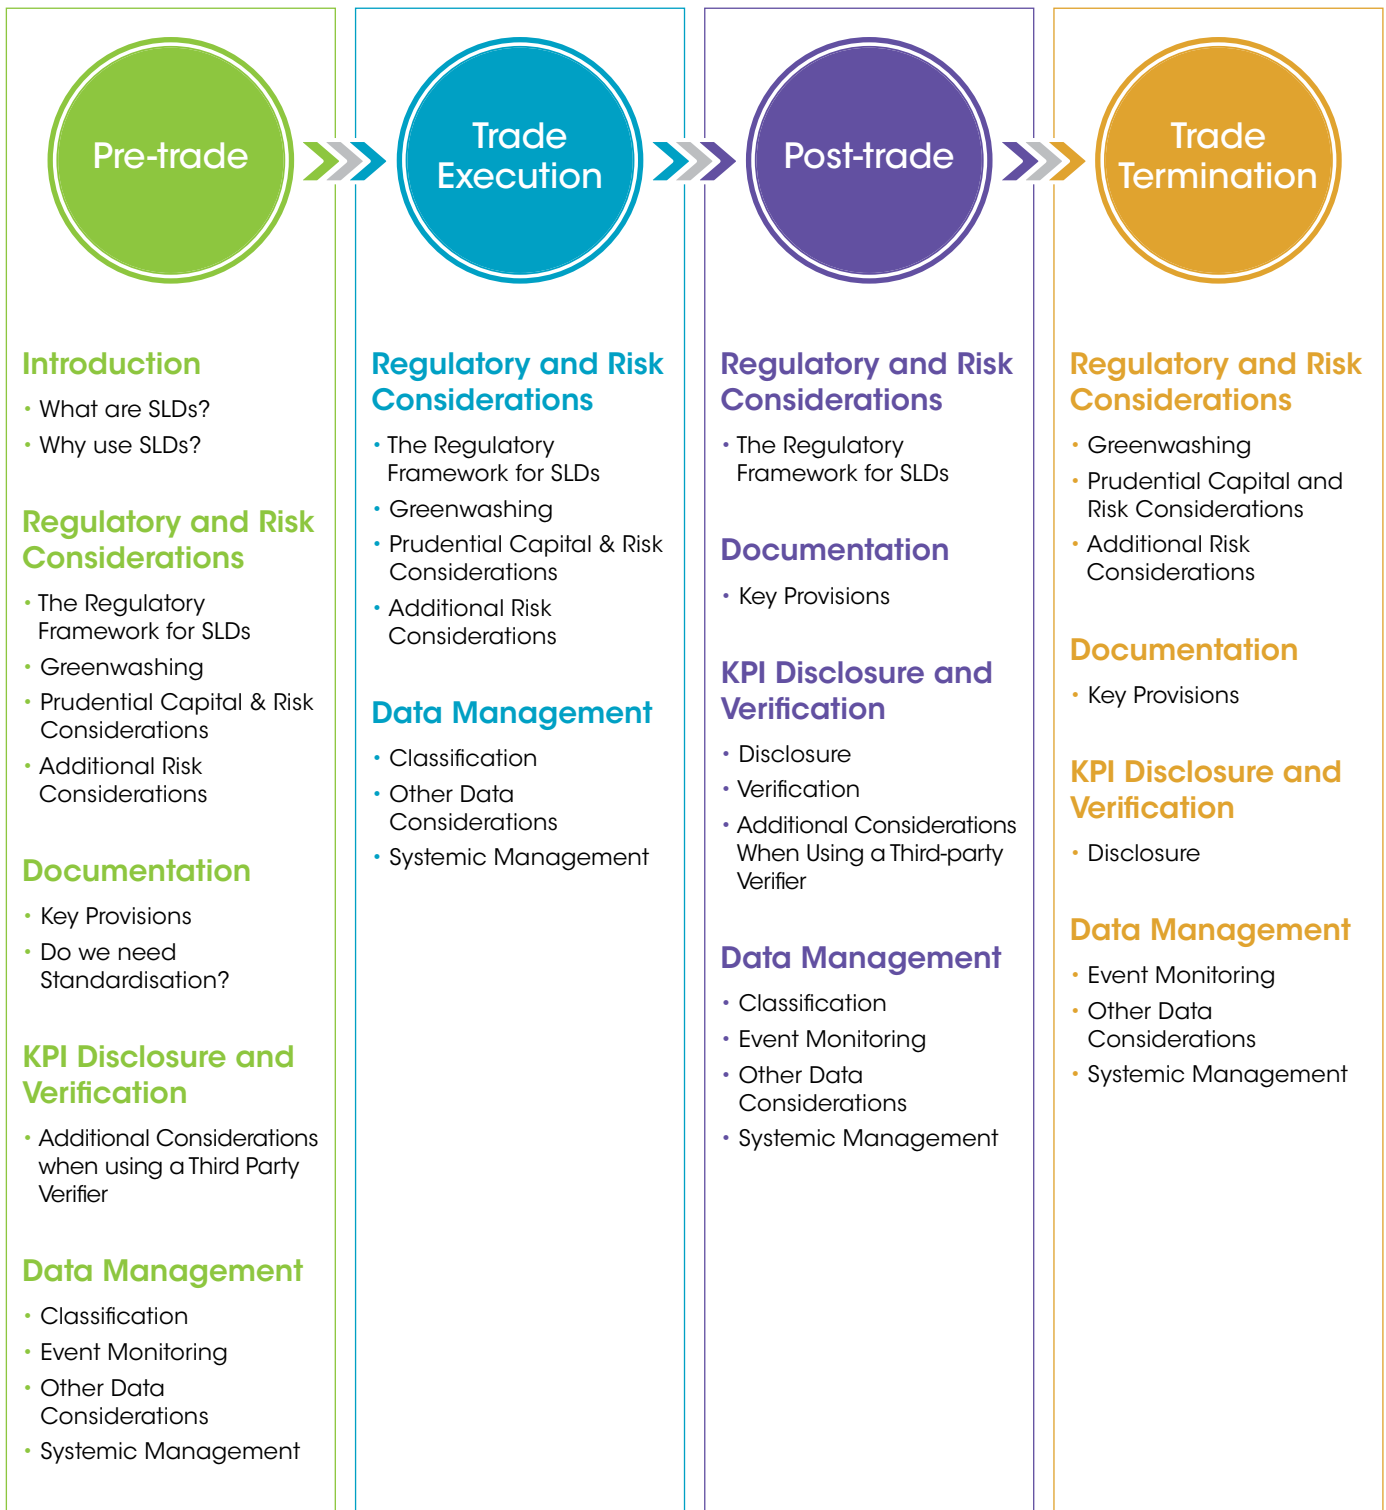 Pre-trade
Introduction
• What are SLDs?
• Why use SLDs?
Regulatory and Risk
Considerations
• The Regulatory
Framework for SLDs
• Greenwashing
• Prudential Capital & Risk
Considerations
• Additional Risk
Considerations
Documentation
• Key Provisions
• Do we need
Standardisation?
KPI Disclosure and
Verification
• Additional Considerations
when using a Third Party
Verifier
Data Management
• Classification
• Event Monitoring
• Other Data
Considerations
• Systemic Management
Trade
Execution
Regulatory and Risk
Considerations
• The Regulatory
Framework for SLDs
• Greenwashing
• Prudential Capital & Risk
Considerations
• Additional Risk
Considerations
Data Management
• Classification
• Other Data
Considerations
• Systemic Management
Post-trade
Regulatory and Risk
Considerations
• The Regulatory
Framework for SLDs
Documentation
• Key Provisions
KPI Disclosure and
Verification
• Disclosure
• Verification
• Additional Considerations
When Using a Third-party
Verifier
Data Management
• Classification
• Event Monitoring
• Other Data
Considerations
• Systemic Management
Trade
Termination
Regulatory and Risk
Considerations
• Greenwashing
• Prudential Capital and
Risk Considerations
• Additional Risk
Considerations
Documentation
• Key Provisions
KPI Disclosure and
Verification
• Disclosure
Data Management
• Event Monitoring
• Other Data
Considerations
• Systemic Management